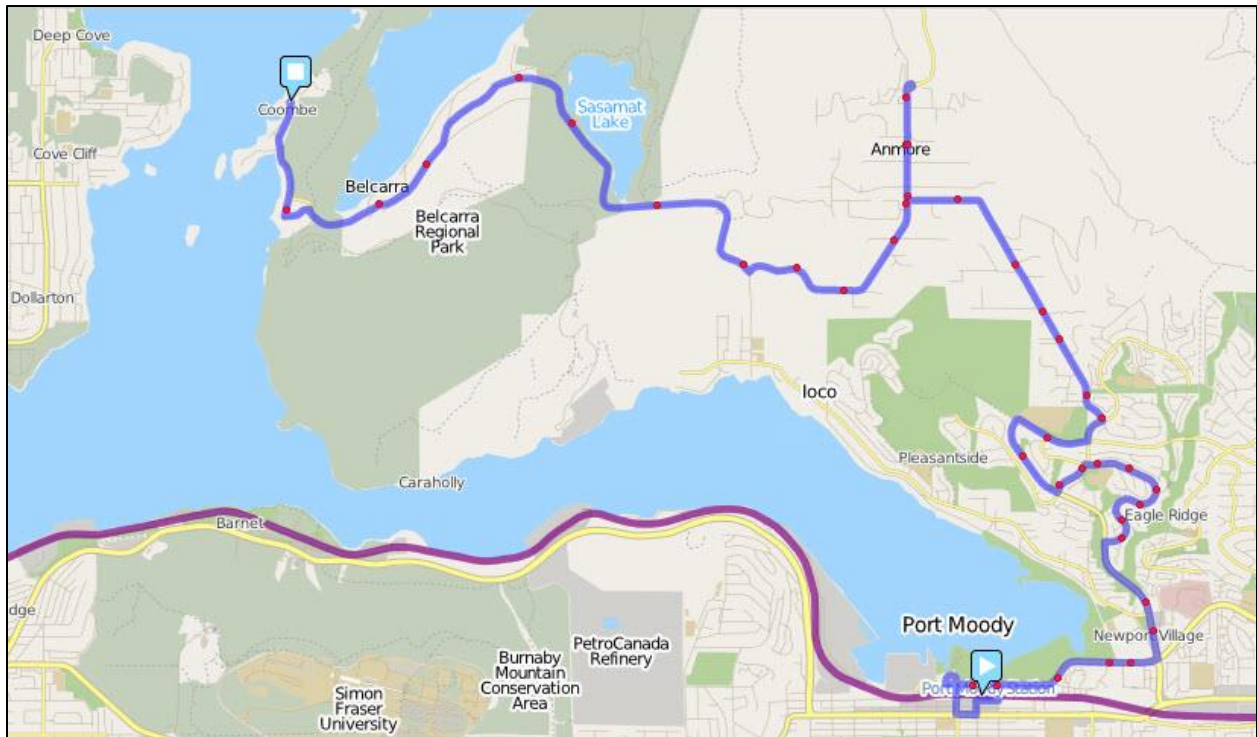 Deep Cove
Coombe
Sasamat
Lake
Cove Cliff
Anmore
Belcarra
Belcarra
Regional
Park
Dollarton
Ioco
Pleasantside
Caraholly
Barnet
Eagle Ridge
dge
Port Moody
Newport Village
PetroCanada
Refinery
Burnaby
Mountain
Conservation
Area
Simon
Fraser
University
Port Moody Station